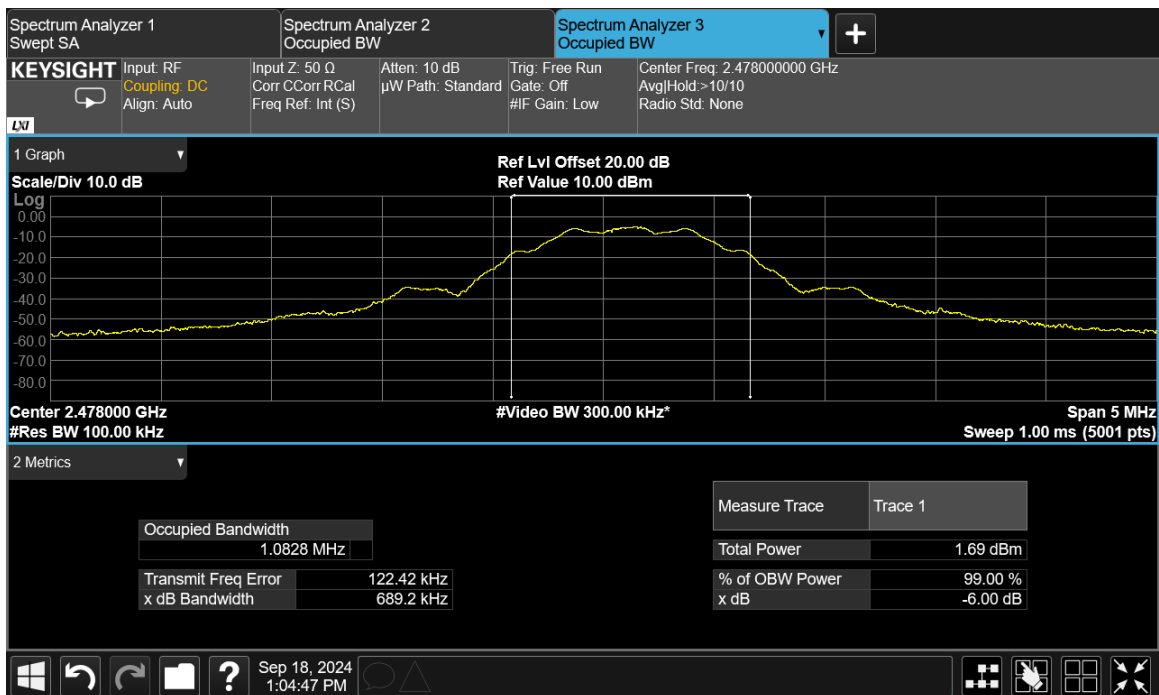 Spectrum Analyzer 1
Swept SA
Spectrum Analyzer 2
Occupied BW
Spectrum Analyzer 3
Occupied BW
▼
+
KEYSIGHT
LXI
Input: RF
Coupling: DC
Align: Auto
Input Z: 50 Ω
Corr CCorr RCal
Freq Ref: Int (S)
Atten: 10 dB
µW Path: Standard
Trig: Free Run
Gate: Off
#IF Gain: Low
Center Freq: 2.478000000 GHz
Avg|Hold:>10/10
Radio Std: None
1 Graph ▼
Scale/Div 10.0 dB
Ref Lvl Offset 20.00 dB
Ref Value 10.00 dBm
Log
0.00
-10.0
-20.0
-30.0
-40.0
-50.0
-60.0
-70.0
-80.0
Center 2.478000 GHz
#Res BW 100.00 kHz
#Video BW 300.00 kHz*
Span 5 MHz
Sweep 1.00 ms (5001 pts)
2 Metrics ▼
Occupied Bandwidth
1.0828 MHz
Transmit Freq Error 122.42 kHz
x dB Bandwidth 689.2 kHz
Measure Trace Trace 1
Total Power 1.69 dBm
% of OBW Power 99.00 %
x dB -6.00 dB
?
Sep 18, 2024
1:04:47 PM